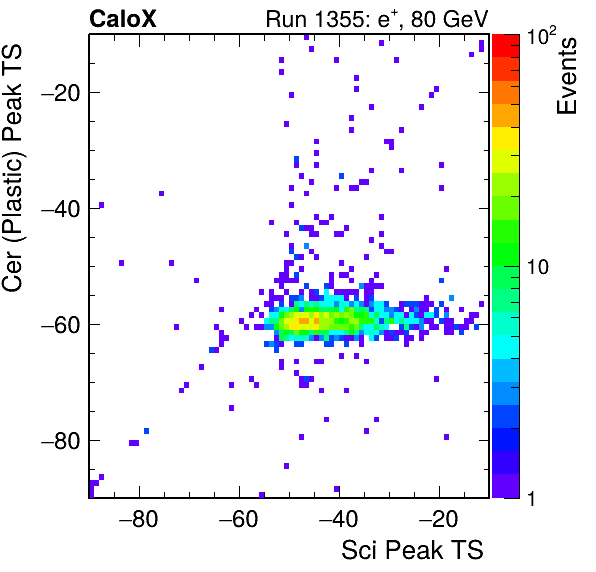 CaloX
Run 1355: e+, 80 GeV
Cer (Plastic) Peak TS
−20
−40
−60
−80
−80
−60
−40
−20
Sci Peak TS
10²
10
1
Events